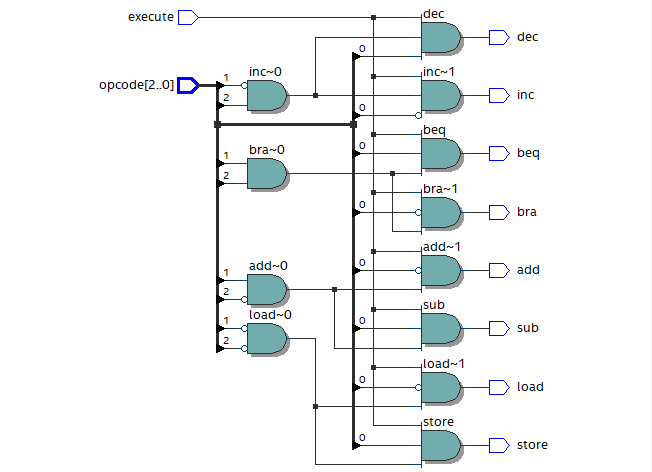 execute
dec
0
dec
opcode[2..0]
1
inc~0
2
inc~1
0
inc
beq
0
beq
1
bra~0
2
bra~1
0
bra
add~1
0
add
1
add~0
2
sub
0
sub
load~0
1
2
load~1
0
load
store
0
store